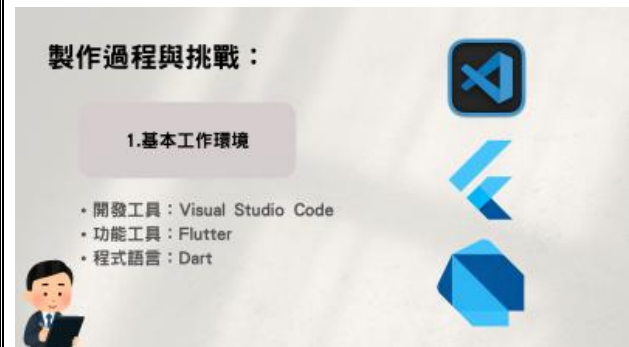 製作過程與挑戰：
1.基本工作環境
• 開發工具：Visual Studio Code
• 功能工具：Flutter
• 程式語言：Dart